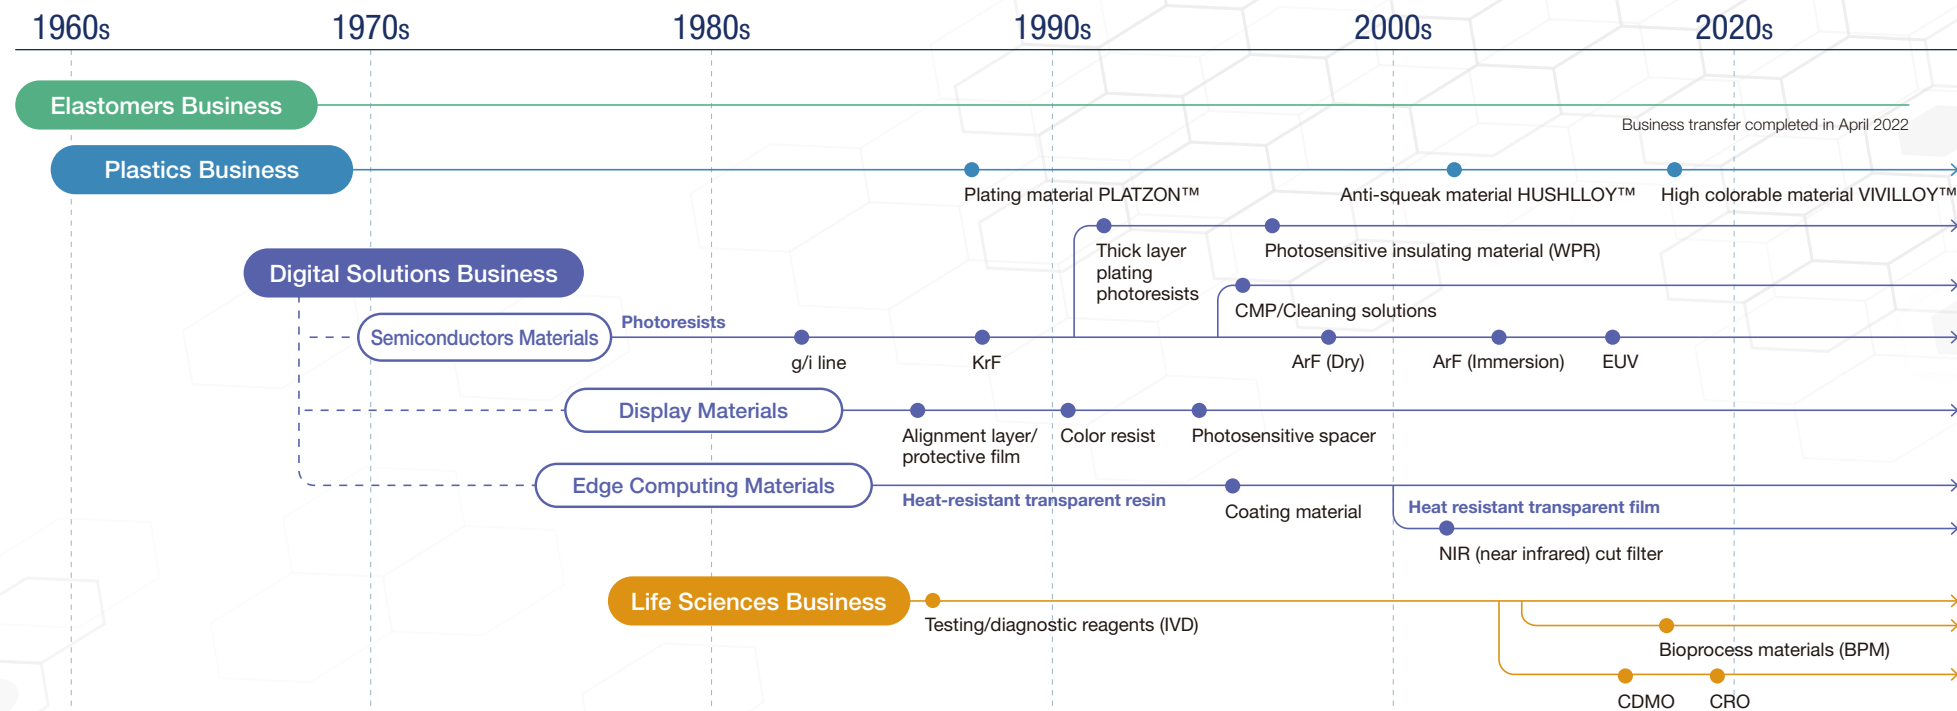 1960s 1970s 1980s 1990s 2000s 2020s
Elastomers Business
Business transfer completed in April 2022
Plastics Business
Plating material PLATZON™ Anti-squeak material HUSHLLOY™ High colorable material VIVILLOY™
Digital Solutions Business
Thick layer
plating
photoresists
Photosensitive insulating material (WPR)
CMP/Cleaning solutions
Semiconductors Materials
Photoresists
g/i line KrF ArF (Dry) ArF (Immersion) EUV
Display Materials
Alignment layer/
protective film
Color resist
Photosensitive spacer
Edge Computing Materials
Heat-resistant transparent resin
Coating material
Heat resistant transparent film
NIR (near infrared) cut filter
Life Sciences Business
Testing/diagnostic reagents (IVD)
Bioprocess materials (BPM)
CDMO CRO